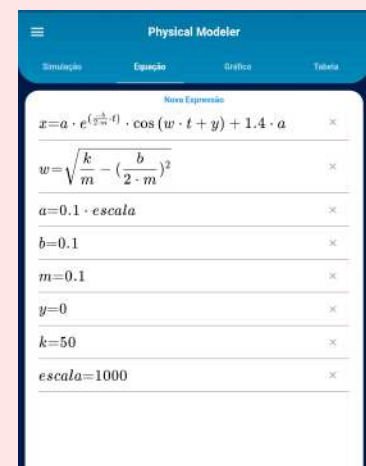 Physical Modeler
Simulação Equação Gráfico Tabela
Nova Expressão
x=a · e^( · t) · cos (w · t + y) + 1.4 · a ×
w=√(k/m − (b/(2 · m))²) ×
a=0.1 · escala ×
b=0.1 ×
m=0.1 ×
y=0 ×
k=50 ×
escala=1000 ×